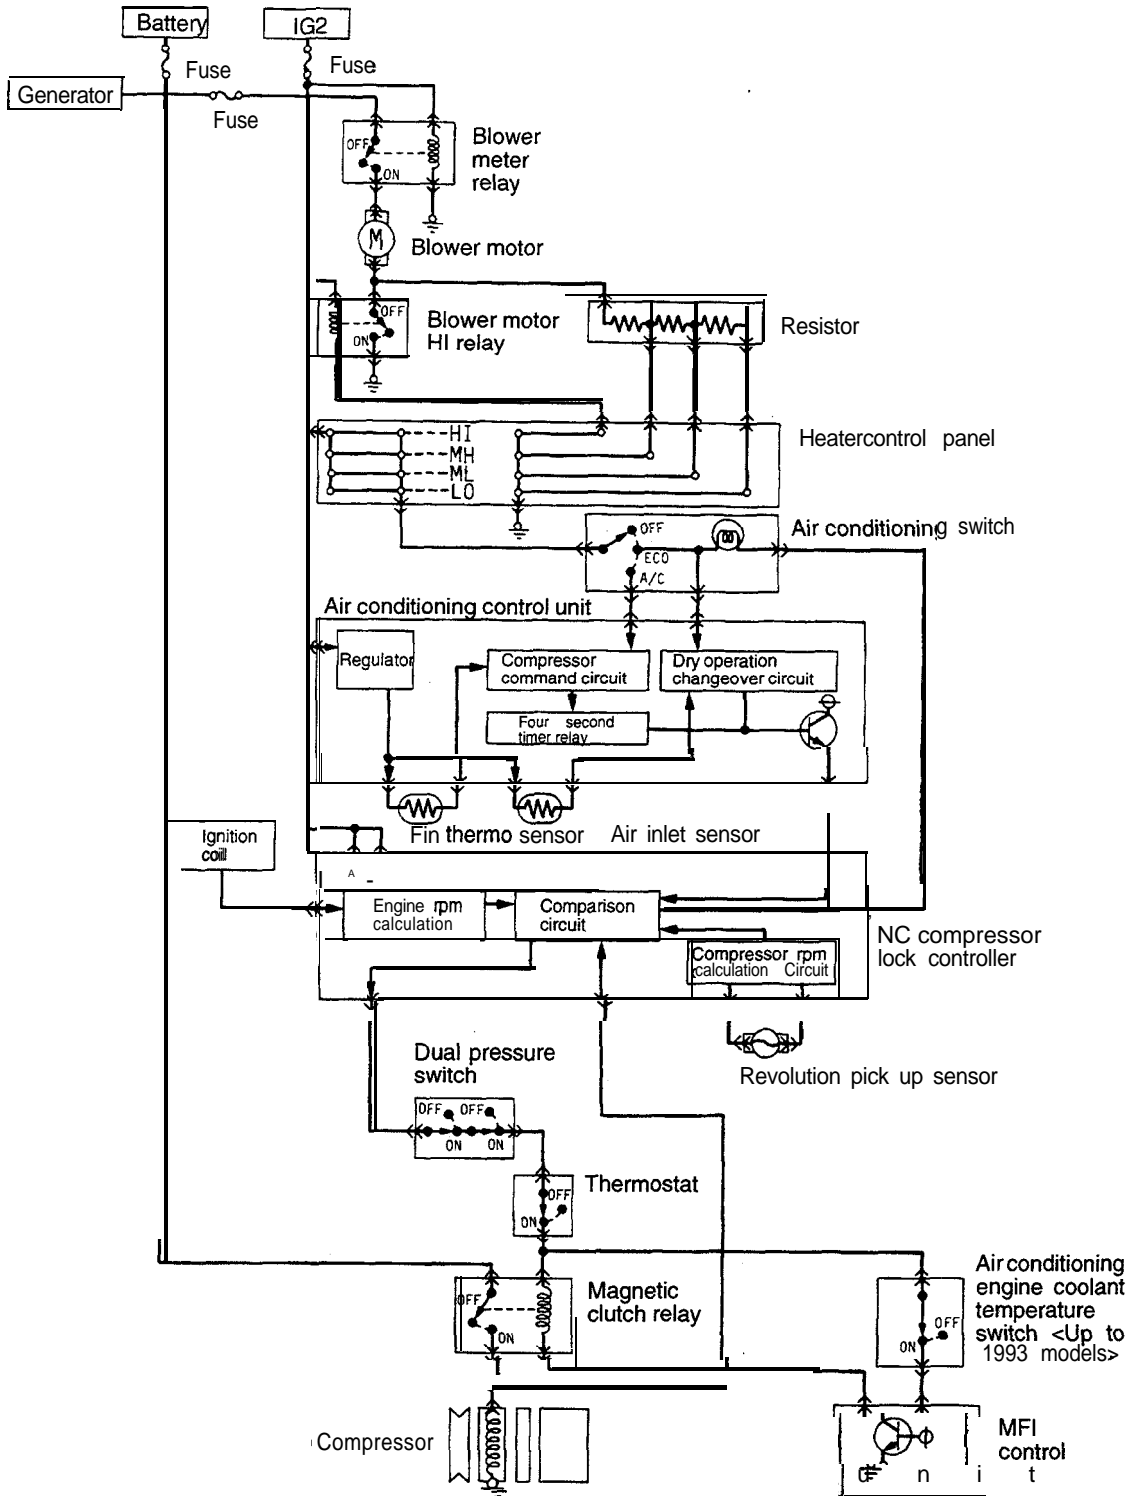 Battery
IG2
Fuse
Fuse
Generator
Fuse
OFF
ON
Blower
meter
relay
M
Blower motor
OFF
ON
Blower motor
HI relay
Resistor
HI
MH
ML
LO
Heatercontrol panel
OFF
ECO
A/C
Air conditioning switch
Air conditioning control unit
Regulator
Compressor
command circuit
Dry operation
changeover circuit
Four second
timer relay
Fin thermo sensor
Air inlet sensor
Ignition
coill
A
Engine rpm
calculation
Comparison
circuit
Compressor rpm
calculation Circuit
NC compressor
lock controller
Revolution pick up sensor
Dual pressure
switch
OFF OFF
ON ON
Thermostat
OFF
ON
Magnetic
clutch relay
OFF
ON
Air conditioning
engine coolant
temperature
switch <Up to
1993 models>
OFF
ON
Compressor
MFI
control
u n i t